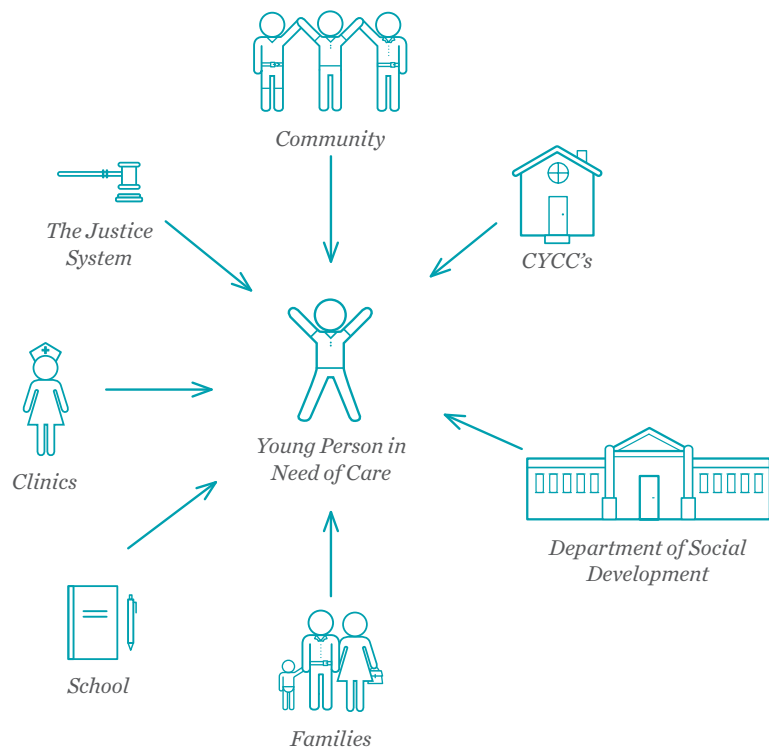 Community
The Justice
System
CYCC’s
Young Person in
Need of Care
Clinics
Department of Social
Development
School
Families